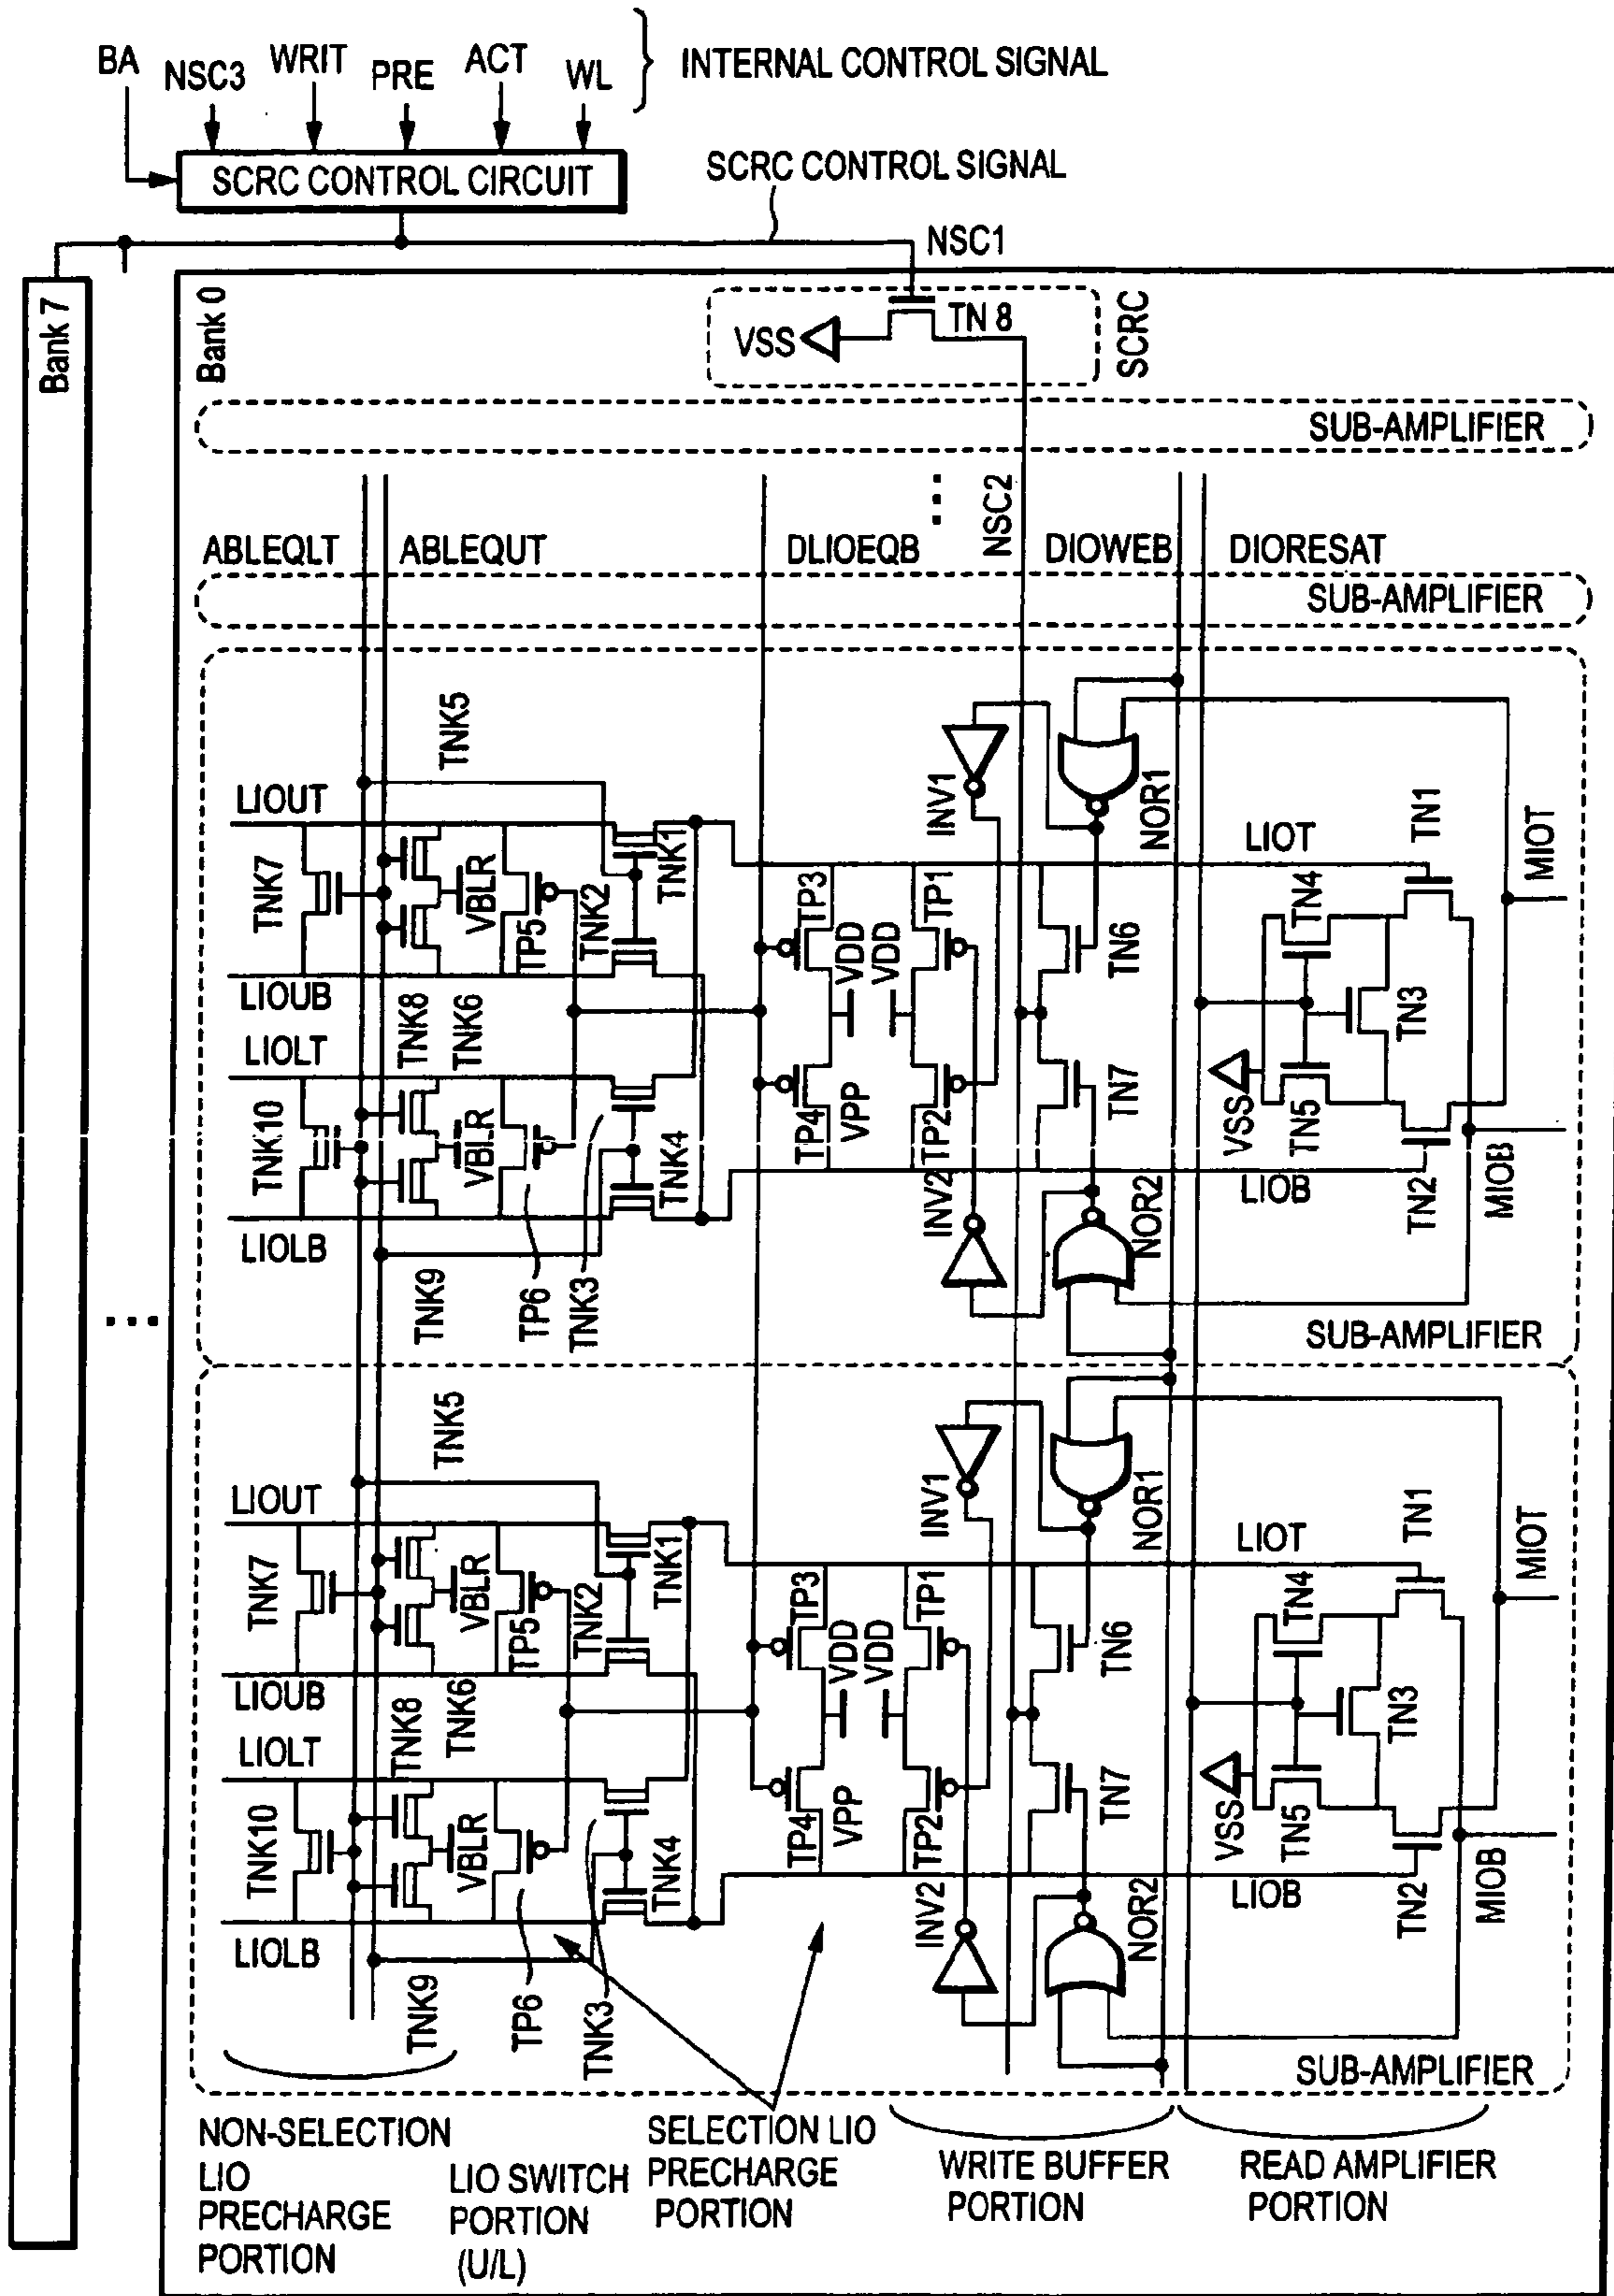 BA
NSC3
WRIT
PRE
ACT
WL
INTERNAL CONTROL SIGNAL
SCRC CONTROL CIRCUIT
SCRC CONTROL SIGNAL
NSC1
Bank 7
Bank 0
VSS
TN 8
SCRC
SUB-AMPLIFIER
ABLEQLT
ABLEQUT
DLIOEQB
...
NSC2
DIOWEB
DIORESAT
SUB-AMPLIFIER
TNK5
LIOUT
TNK7
VBLR
TP5
TNK2
TNK1
LIOUB
TNK8
TNK6
LIOLT
TNK10
VBLR
TNK4
LIOLB
TNK9
TP6
TNK3
TP3
VDD
VDD
TP1
TP4
VPP
TP2
INV1
NOR1
TN6
TN7
INV2
NOR2
LIOT
TN1
TN4
MIOT
TN3
VSS
TN5
LIOB
TN2
MIOB
SUB-AMPLIFIER
...
TNK5
LIOUT
TNK7
VBLR
TP5
TNK2
TNK1
LIOUB
TNK8
TNK6
LIOLT
TNK10
VBLR
TNK4
LIOLB
TNK9
TP6
TNK3
TP3
VDD
VDD
TP1
TP4
VPP
TP2
INV1
NOR1
TN6
TN7
INV2
NOR2
LIOT
TN1
TN4
MIOT
TN3
VSS
TN5
LIOB
TN2
MIOB
SUB-AMPLIFIER
NON-SELECTION
LIO
PRECHARGE
PORTION
LIO SWITCH
PORTION
(U/L)
SELECTION LIO
PRECHARGE
PORTION
WRITE BUFFER
PORTION
READ AMPLIFIER
PORTION